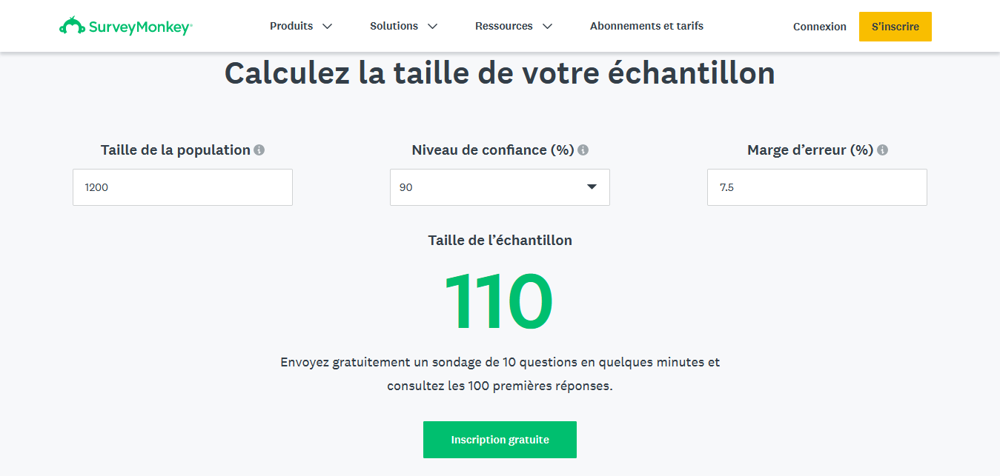 SurveyMonkey®
Produits
Solutions
Ressources
Abonnements et tarifs
Connexion
S'inscrire
Calculez la taille de votre échantillon
Taille de la population
Niveau de confiance (%)
Marge d’erreur (%)
1200
90
7.5
Taille de l’échantillon
110
Envoyez gratuitement un sondage de 10 questions en quelques minutes et
consultez les 100 premières réponses.
Inscription gratuite